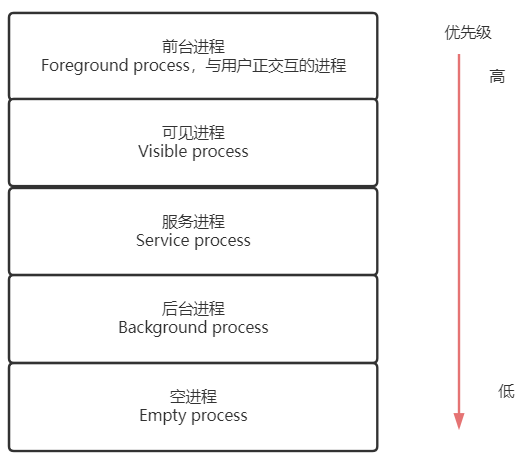 前台进程
Foreground process，与用户正交互的进程
可见进程
Visible process
服务进程
Service process
后台进程
Background process
空进程
Empty process
优先级
高
低